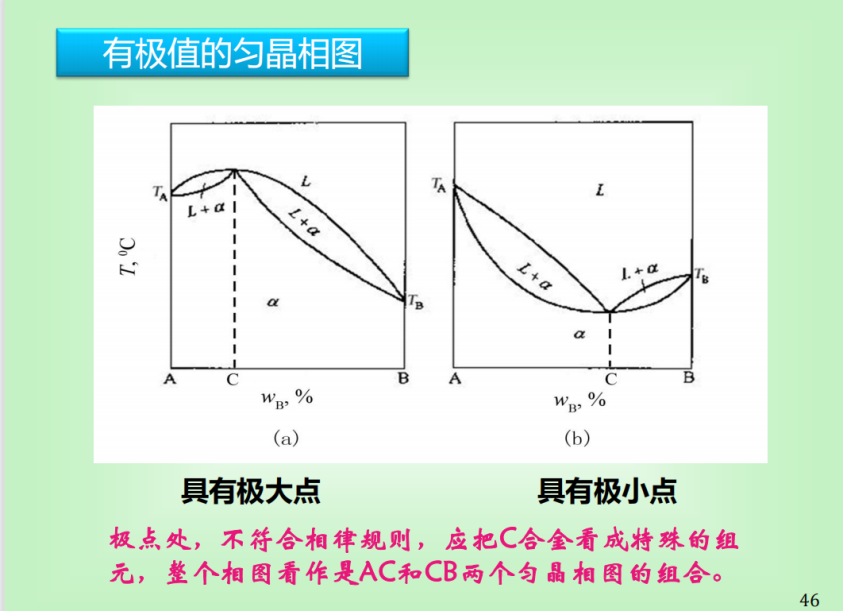 有极值的匀晶相图
T, ⁰C
T_A
L
L+α
L+α
α
T_B
A
C
B
w_B, %
(a)
T_A
L
L+α
L+α
α
T_B
A
C
B
w_B, %
(b)
具有极大点
具有极小点
极点处，不符合相律规则，应把C合金看成特殊的组
元，整个相图看作是AC和CB两个匀晶相图的组合。
46